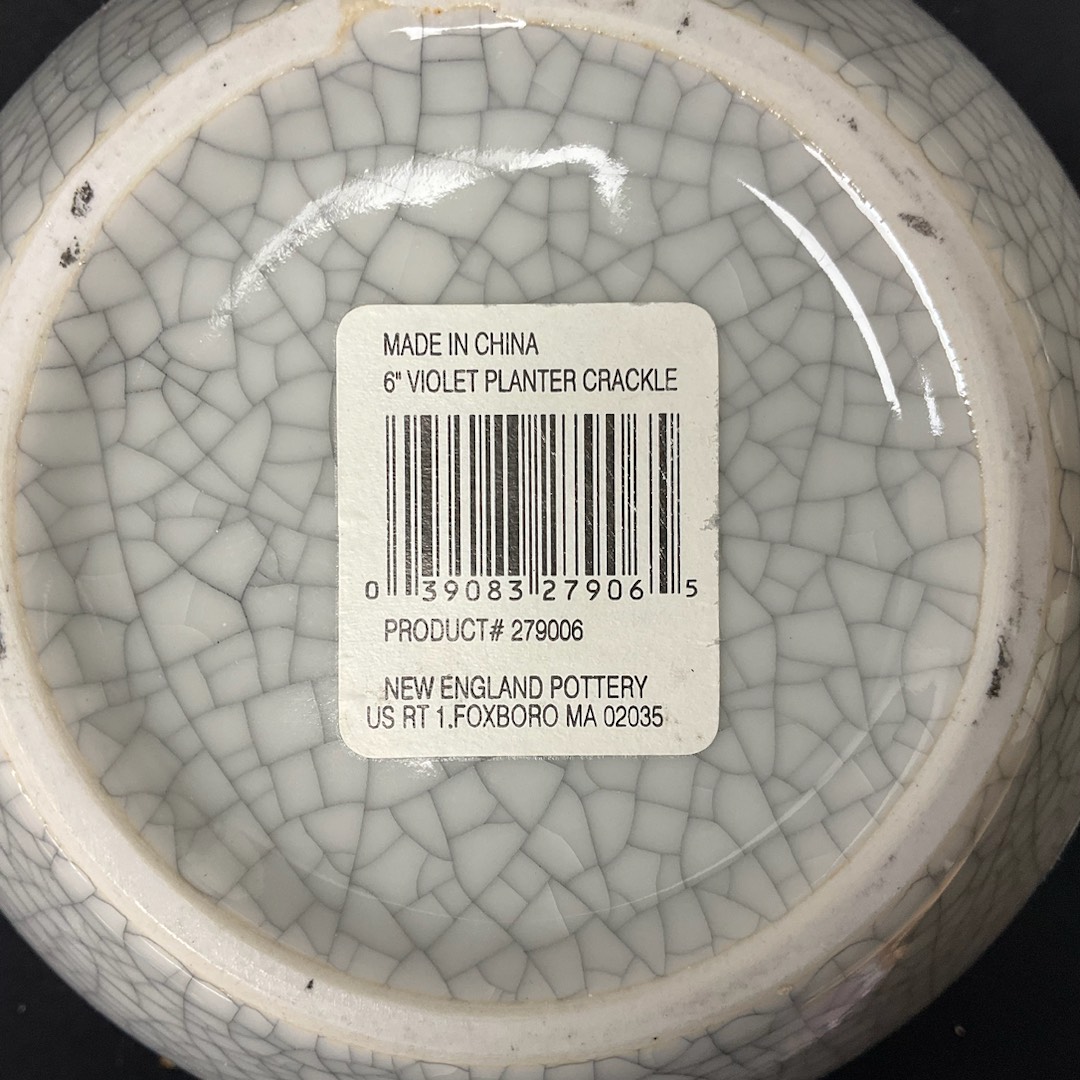 MADE IN CHINA
6" VIOLET PLANTER CRACKLE
0 39083 27906 5
PRODUCT# 279006
NEW ENGLAND POTTERY
US RT 1,FOXBORO MA 02035